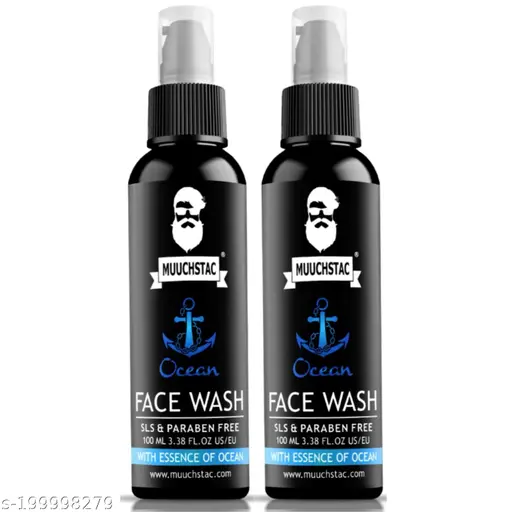 MUUCHSTAC®
Ocean
FACE WASH
SLS & PARABEN FREE
100 ML 3.38 FL.OZ US/EU
WITH ESSENCE OF OCEAN
www.muuchstac.com
MUUCHSTAC®
Ocean
FACE WASH
SLS & PARABEN FREE
100 ML 3.38 FL.OZ US/EU
WITH ESSENCE OF OCEAN
www.muuchstac.com
s-199998279